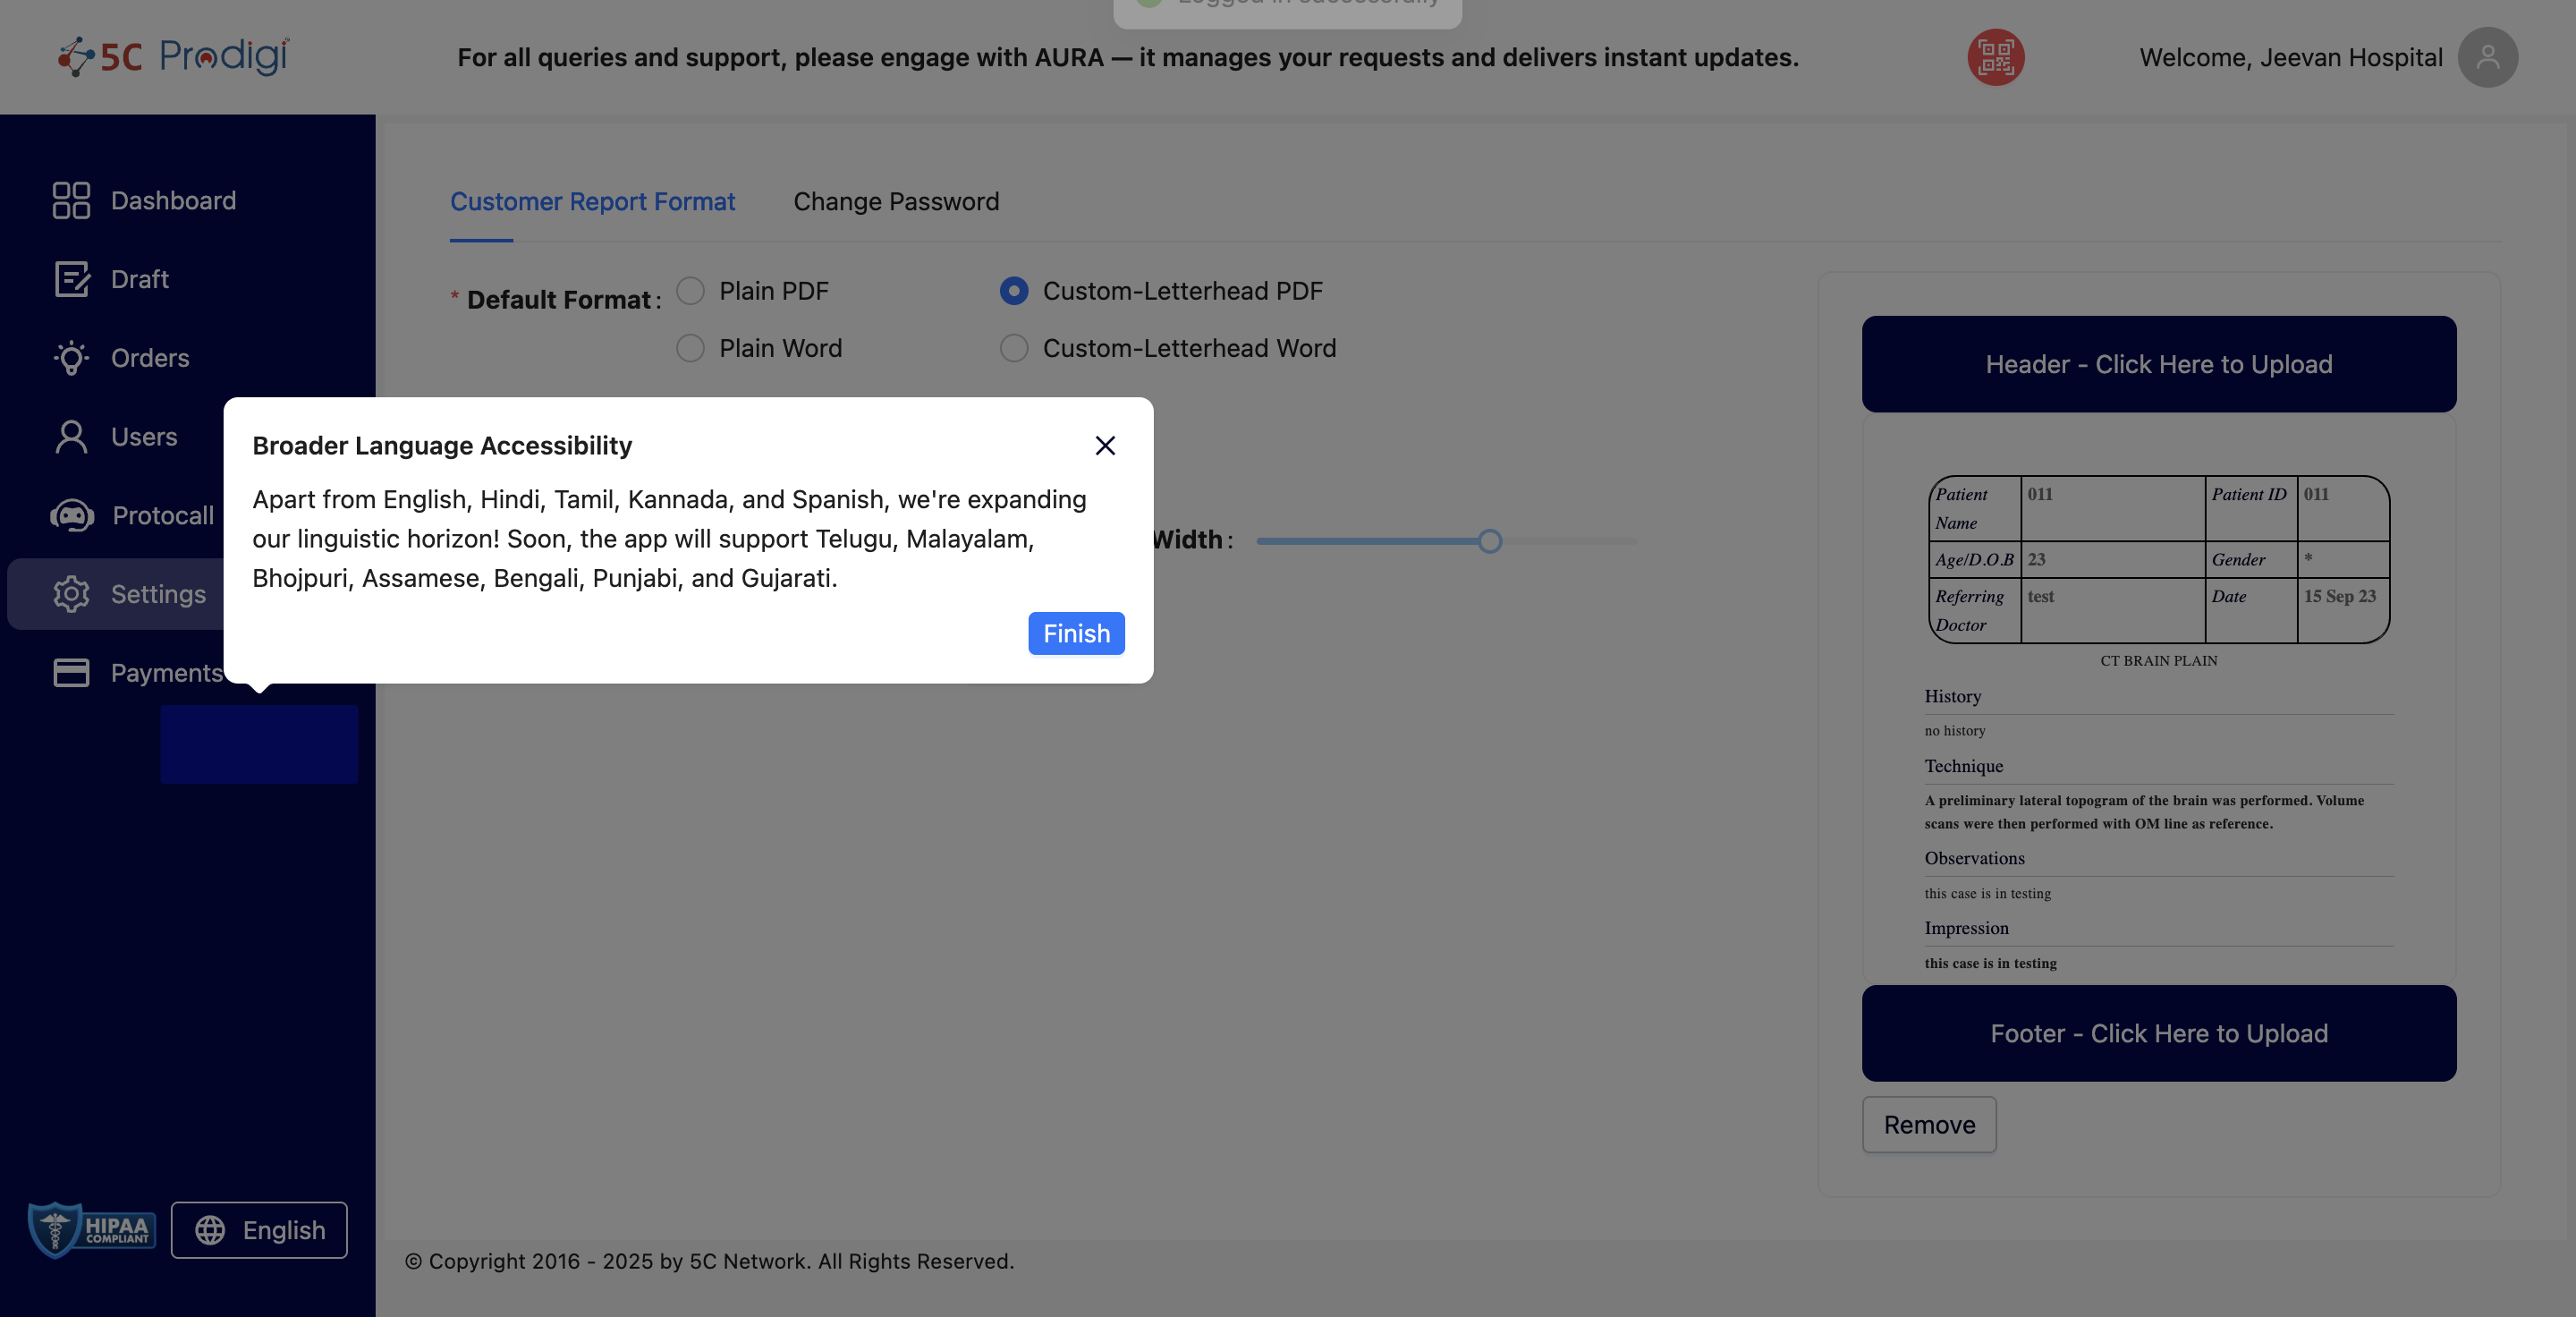 Logged in successfully
5C Prodigi
For all queries and support, please engage with AURA — it manages your requests and delivers instant updates.
Welcome, Jeevan Hospital
Dashboard
Draft
Orders
Users
Protocall
Settings
Payments
HIPAA
COMPLIANT
English
Customer Report Format
Change Password
* Default Format :
Plain PDF
Custom-Letterhead PDF
Plain Word
Custom-Letterhead Word
Broader Language Accessibility
Apart from English, Hindi, Tamil, Kannada, and Spanish, we're expanding
our linguistic horizon! Soon, the app will support Telugu, Malayalam,
Bhojpuri, Assamese, Bengali, Punjabi, and Gujarati.
Finish
Width :
Header - Click Here to Upload
Patient Name 011 Patient ID 011
Age/D.O.B 23 Gender *
Referring Doctor test Date 15 Sep 23
CT BRAIN PLAIN
History
no history
Technique
A preliminary lateral topogram of the brain was performed. Volume
scans were then performed with OM line as reference.
Observations
this case is in testing
Impression
this case is in testing
Footer - Click Here to Upload
Remove
© Copyright 2016 - 2025 by 5C Network. All Rights Reserved.